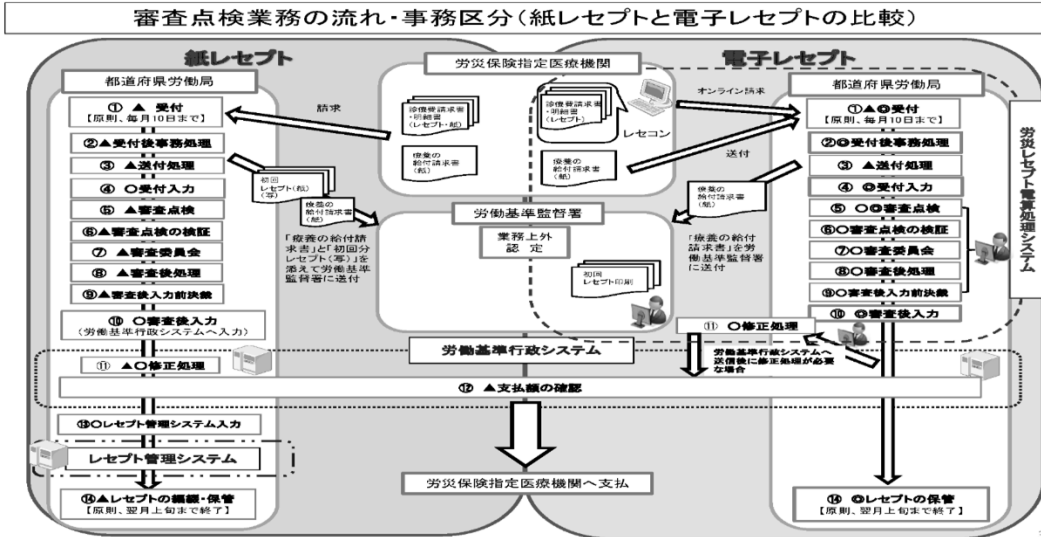 審査点検業務の流れ・事務区分(紙レセプトと電子レセプトの比較)
紙レセプト
都道府県労働局
① ▲ 受付
【原則、毎月10日まで】
②▲受付後事務処理
③ ▲送付処理
④ 〇受付入力
⑤ ▲審査点検
⑥▲審査点検の検証
⑦ ▲審査委員会
⑧ ▲審査後処理
⑨▲審査後入力前決裁
⑩ 〇審査後入力
(労働基準行政システムへ入力)
⑪ ▲〇修正処理
⑬〇レセプト管理システム入力
レセプト管理システム
⑭▲レセプトの編綴・保管
【原則、翌月上旬まで終了】
請求
初回
レセプト(紙)
(写)
療養の
給付請求書
(紙)
「療養の給付請
求書」と「初回分
レセプト(写)」を
添えて労働基準
監督署に送付
労災保険指定医療機関
診療費請求書
・明細書
(レセプト・紙)
療養の
給付請求書
(紙)
診療費請求書
・明細書
(レセプト)
レセコン
療養の
給付請求書
(紙)
労働基準監督署
業務上外
認定
初回
レセプト印刷
労働基準行政システム
⑫ ▲支払額の確認
労災保険指定医療機関へ支払
電子レセプト
オンライン請求
送付
療養の
給付請求書
(紙)
「療養の給付
請求書」を労
働基準監督署
に送付
都道府県労働局
①▲◎受付
【原則、毎月10日まで】
②◎受付後事務処理
③ ▲送付処理
④ ◎受付入力
⑤ 〇◎審査点検
⑥〇審査点検の検証
⑦〇審査委員会
⑧〇審査後処理
⑨〇審査後入力前決裁
⑩ ◎審査後入力
⑪ 〇修正処理
労働基準行政システムへ
送信後に修正処理が必要
な場合
⑭ ◎レセプトの保管
【原則、翌月上旬まで終了】
労災レセプト電算処理システム